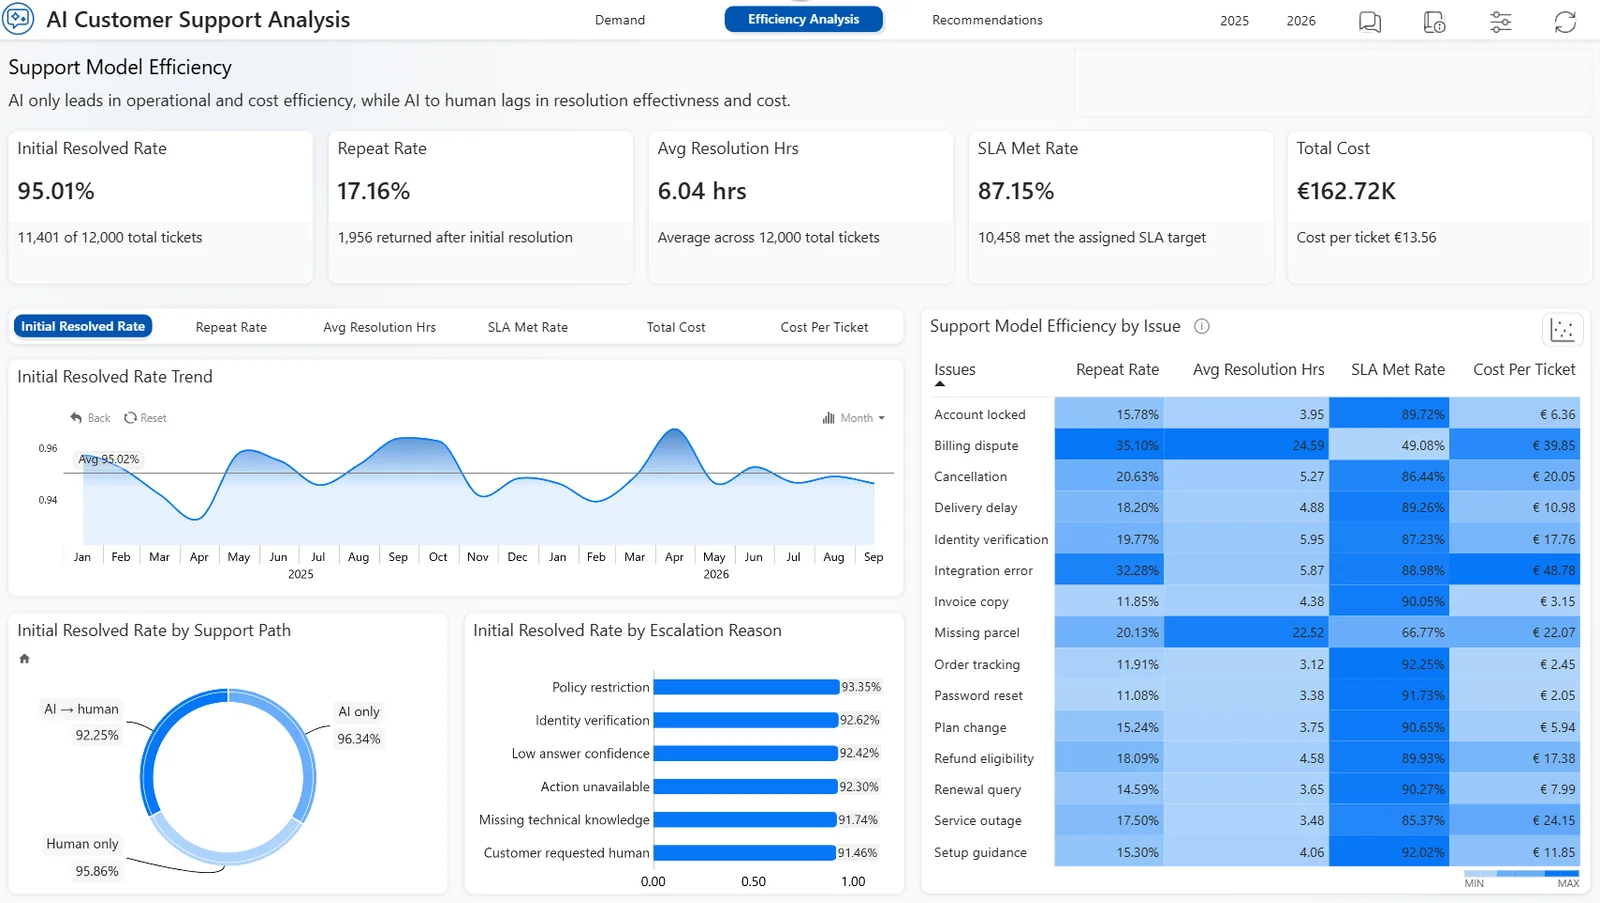 AI Customer Support Analysis
Demand
Efficiency Analysis
Recommendations
2025
2026
Support Model Efficiency
AI only leads in operational and cost efficiency, while AI to human lags in resolution effectivness and cost.
Initial Resolved Rate
95.01%
11,401 of 12,000 total tickets
Repeat Rate
17.16%
1,956 returned after initial resolution
Avg Resolution Hrs
6.04 hrs
Average across 12,000 total tickets
SLA Met Rate
87.15%
10,458 met the assigned SLA target
Total Cost
€162.72K
Cost per ticket €13.56
Initial Resolved Rate
Repeat Rate
Avg Resolution Hrs
SLA Met Rate
Total Cost
Cost Per Ticket
Initial Resolved Rate Trend
Back
Reset
Month
0.96
Avg 95.02%
0.94
Jan Feb Mar Apr May Jun Jul Aug Sep Oct Nov Dec Jan Feb Mar Apr May Jun Jul Aug Sep
2025 2026
Initial Resolved Rate by Support Path
AI → human
92.25%
AI only
96.34%
Human only
95.86%
Initial Resolved Rate by Escalation Reason
Policy restriction 93.35%
Identity verification 92.62%
Low answer confidence 92.42%
Action unavailable 92.30%
Missing technical knowledge 91.74%
Customer requested human 91.46%
0.00 0.50 1.00
Support Model Efficiency by Issue
Issues Repeat Rate Avg Resolution Hrs SLA Met Rate Cost Per Ticket
Account locked 15.78% 3.95 89.72% € 6.36
Billing dispute 35.10% 24.59 49.08% € 39.85
Cancellation 20.63% 5.27 86.44% € 20.05
Delivery delay 18.20% 4.88 89.26% € 10.98
Identity verification 19.77% 5.95 87.23% € 17.76
Integration error 32.28% 5.87 88.98% € 48.78
Invoice copy 11.85% 4.38 90.05% € 3.15
Missing parcel 20.13% 22.52 66.77% € 22.07
Order tracking 11.91% 3.12 92.25% € 2.45
Password reset 11.08% 3.38 91.73% € 2.05
Plan change 15.24% 3.75 90.65% € 5.94
Refund eligibility 18.09% 4.58 89.93% € 17.38
Renewal query 14.59% 3.65 90.27% € 7.99
Service outage 17.50% 3.48 85.37% € 24.15
Setup guidance 15.30% 4.06 92.02% € 11.85
MIN MAX